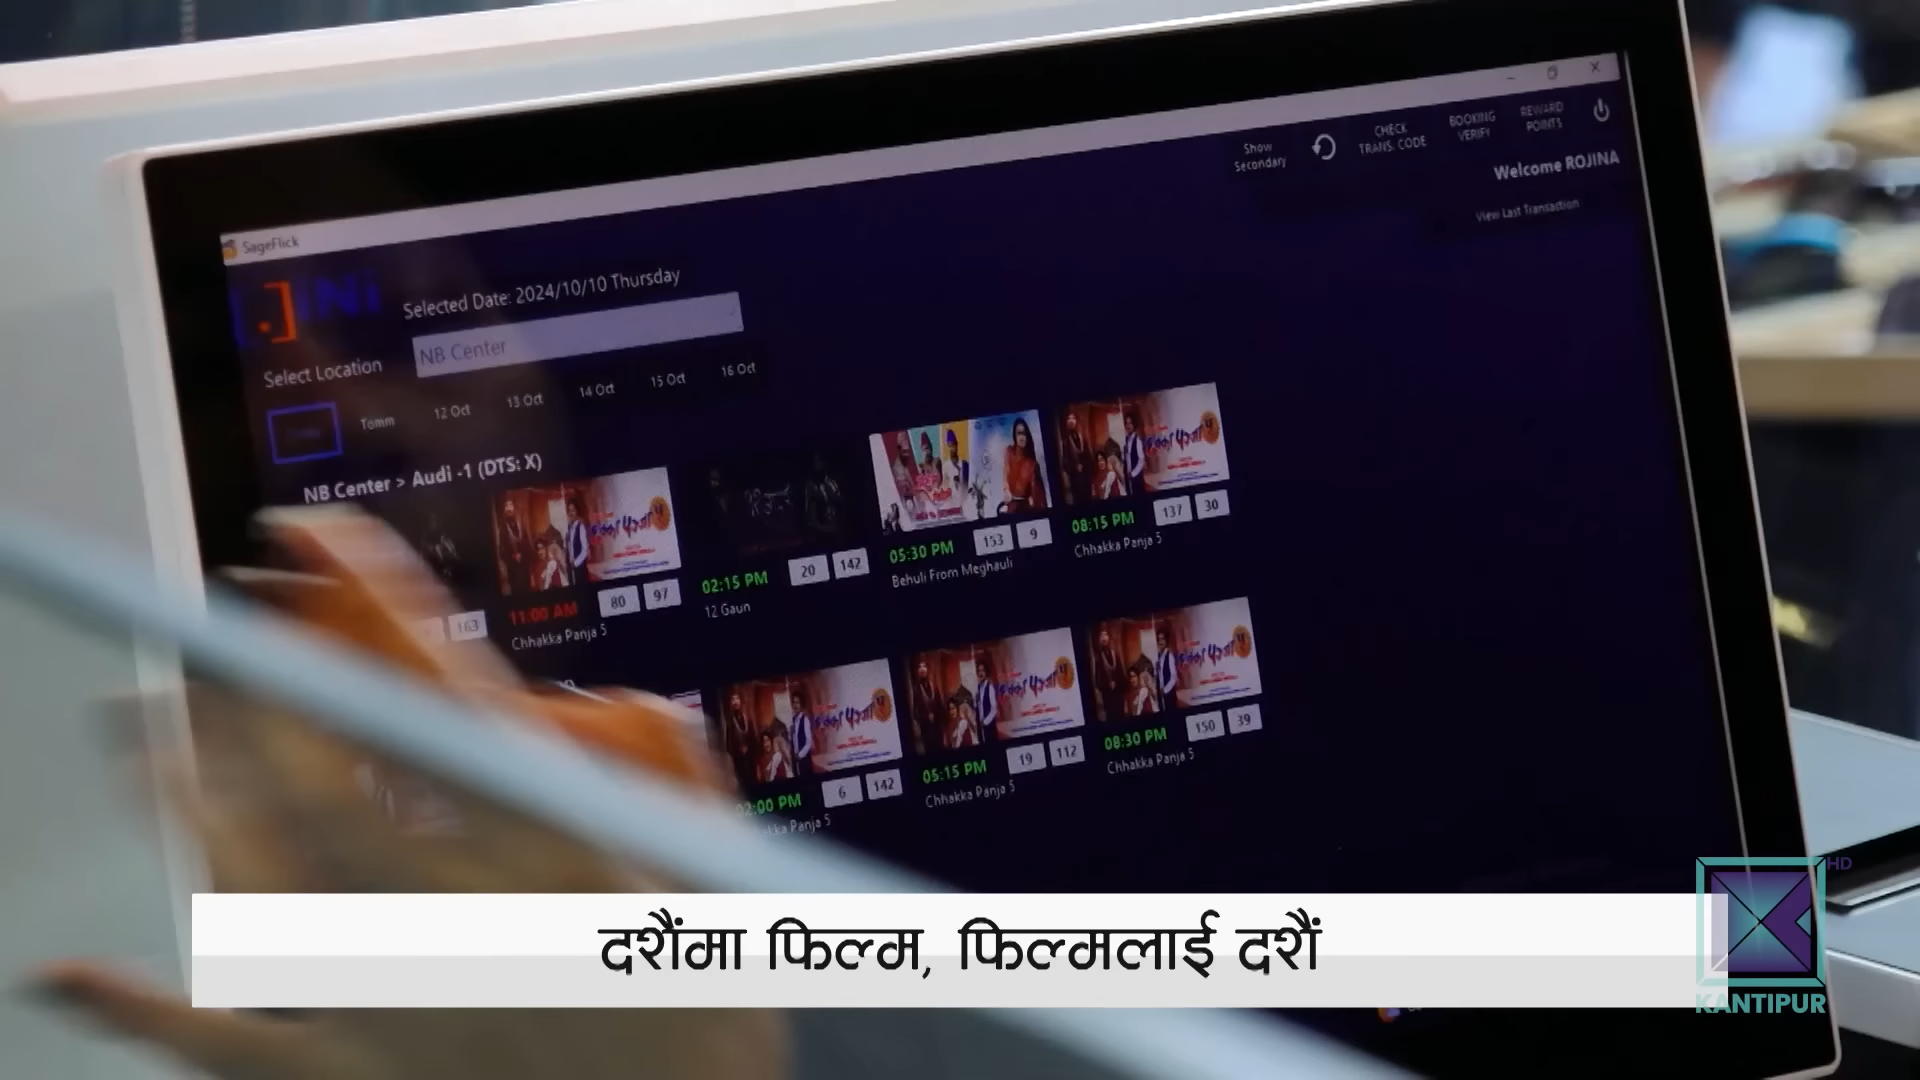 SageFlick
Show Secondary
CHECK TRANS. CODE
BOOKING VERIFY
REWARD POINTS
Welcome ROJINA
View Last Transaction
Selected Date: 2024/10/10 Thursday
Select Location
NB Center
Tomm
12 Oct
13 Oct
14 Oct
15 Oct
16 Oct
NB Center > Audi -1 (DTS: X)
163
11:00 AM 80 97
Chhakka Panja 5
02:15 PM 20 142
12 Gaun
05:30 PM 153 9
Behuli From Meghauli
08:15 PM 137 30
Chhakka Panja 5
02:00 PM 6 142
Panja 5
05:15 PM 19 112
Chhakka Panja 5
08:30 PM 150 39
Chhakka Panja 5
दशैंमा फिल्म, फिल्मलाई दशैं
HD
KANTIPUR